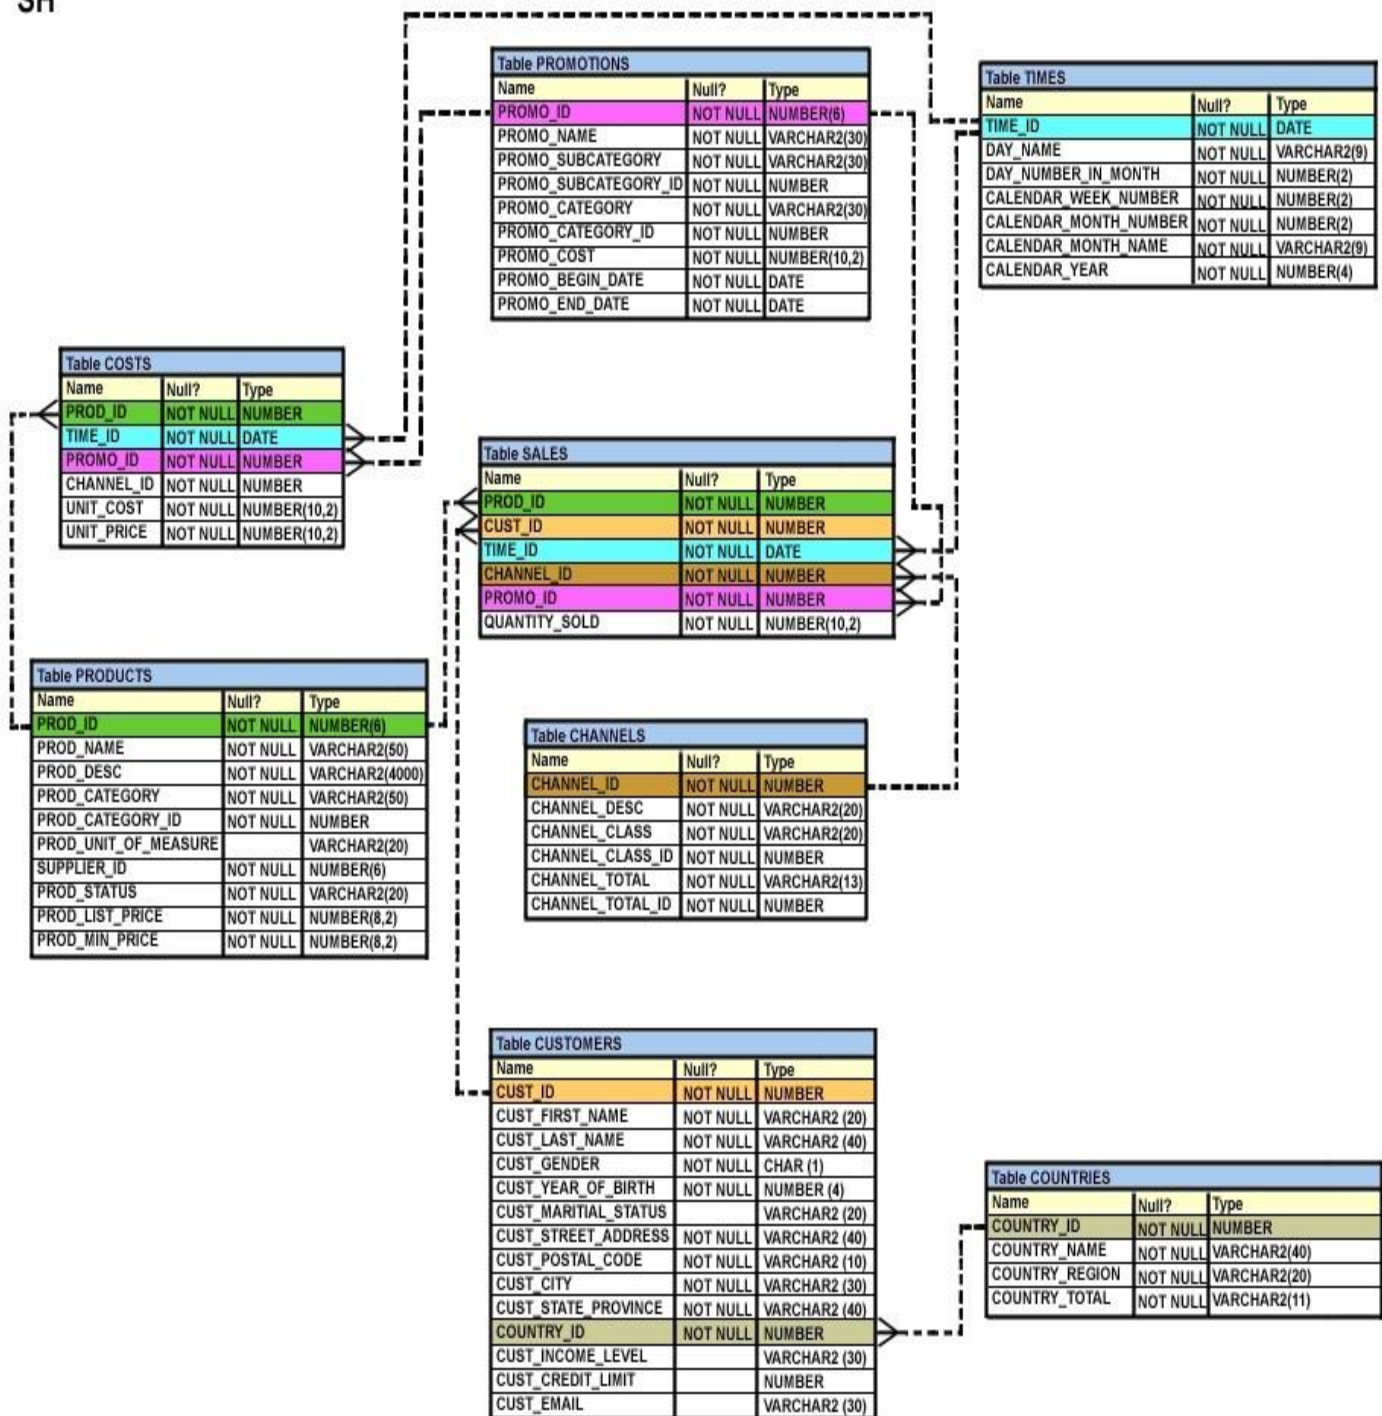 SH
Table PROMOTIONS
Name Null? Type
PROMO_ID NOT NULL NUMBER(6)
PROMO_NAME NOT NULL VARCHAR2(30)
PROMO_SUBCATEGORY NOT NULL VARCHAR2(30)
PROMO_SUBCATEGORY_ID NOT NULL NUMBER
PROMO_CATEGORY NOT NULL VARCHAR2(30)
PROMO_CATEGORY_ID NOT NULL NUMBER
PROMO_COST NOT NULL NUMBER(10,2)
PROMO_BEGIN_DATE NOT NULL DATE
PROMO_END_DATE NOT NULL DATE
Table TIMES
Name Null? Type
TIME_ID NOT NULL DATE
DAY_NAME NOT NULL VARCHAR2(9)
DAY_NUMBER_IN_MONTH NOT NULL NUMBER(2)
CALENDAR_WEEK_NUMBER NOT NULL NUMBER(2)
CALENDAR_MONTH_NUMBER NOT NULL NUMBER(2)
CALENDAR_MONTH_NAME NOT NULL VARCHAR2(9)
CALENDAR_YEAR NOT NULL NUMBER(4)
Table COSTS
Name Null? Type
PROD_ID NOT NULL NUMBER
TIME_ID NOT NULL DATE
PROMO_ID NOT NULL NUMBER
CHANNEL_ID NOT NULL NUMBER
UNIT_COST NOT NULL NUMBER(10,2)
UNIT_PRICE NOT NULL NUMBER(10,2)
Table SALES
Name Null? Type
PROD_ID NOT NULL NUMBER
CUST_ID NOT NULL NUMBER
TIME_ID NOT NULL DATE
CHANNEL_ID NOT NULL NUMBER
PROMO_ID NOT NULL NUMBER
QUANTITY_SOLD NOT NULL NUMBER(10,2)
Table PRODUCTS
Name Null? Type
PROD_ID NOT NULL NUMBER(6)
PROD_NAME NOT NULL VARCHAR2(50)
PROD_DESC NOT NULL VARCHAR2(4000)
PROD_CATEGORY NOT NULL VARCHAR2(50)
PROD_CATEGORY_ID NOT NULL NUMBER
PROD_UNIT_OF_MEASURE VARCHAR2(20)
SUPPLIER_ID NOT NULL NUMBER(6)
PROD_STATUS NOT NULL VARCHAR2(20)
PROD_LIST_PRICE NOT NULL NUMBER(8,2)
PROD_MIN_PRICE NOT NULL NUMBER(8,2)
Table CHANNELS
Name Null? Type
CHANNEL_ID NOT NULL NUMBER
CHANNEL_DESC NOT NULL VARCHAR2(20)
CHANNEL_CLASS NOT NULL VARCHAR2(20)
CHANNEL_CLASS_ID NOT NULL NUMBER
CHANNEL_TOTAL NOT NULL VARCHAR2(13)
CHANNEL_TOTAL_ID NOT NULL NUMBER
Table CUSTOMERS
Name Null? Type
CUST_ID NOT NULL NUMBER
CUST_FIRST_NAME NOT NULL VARCHAR2 (20)
CUST_LAST_NAME NOT NULL VARCHAR2 (40)
CUST_GENDER NOT NULL CHAR (1)
CUST_YEAR_OF_BIRTH NOT NULL NUMBER (4)
CUST_MARITIAL_STATUS VARCHAR2 (20)
CUST_STREET_ADDRESS NOT NULL VARCHAR2 (40)
CUST_POSTAL_CODE NOT NULL VARCHAR2 (10)
CUST_CITY NOT NULL VARCHAR2 (30)
CUST_STATE_PROVINCE NOT NULL VARCHAR2 (40)
COUNTRY_ID NOT NULL NUMBER
CUST_INCOME_LEVEL VARCHAR2 (30)
CUST_CREDIT_LIMIT NUMBER
CUST_EMAIL VARCHAR2 (30)
Table COUNTRIES
Name Null? Type
COUNTRY_ID NOT NULL NUMBER
COUNTRY_NAME NOT NULL VARCHAR2(40)
COUNTRY_REGION NOT NULL VARCHAR2(20)
COUNTRY_TOTAL NOT NULL VARCHAR2(11)